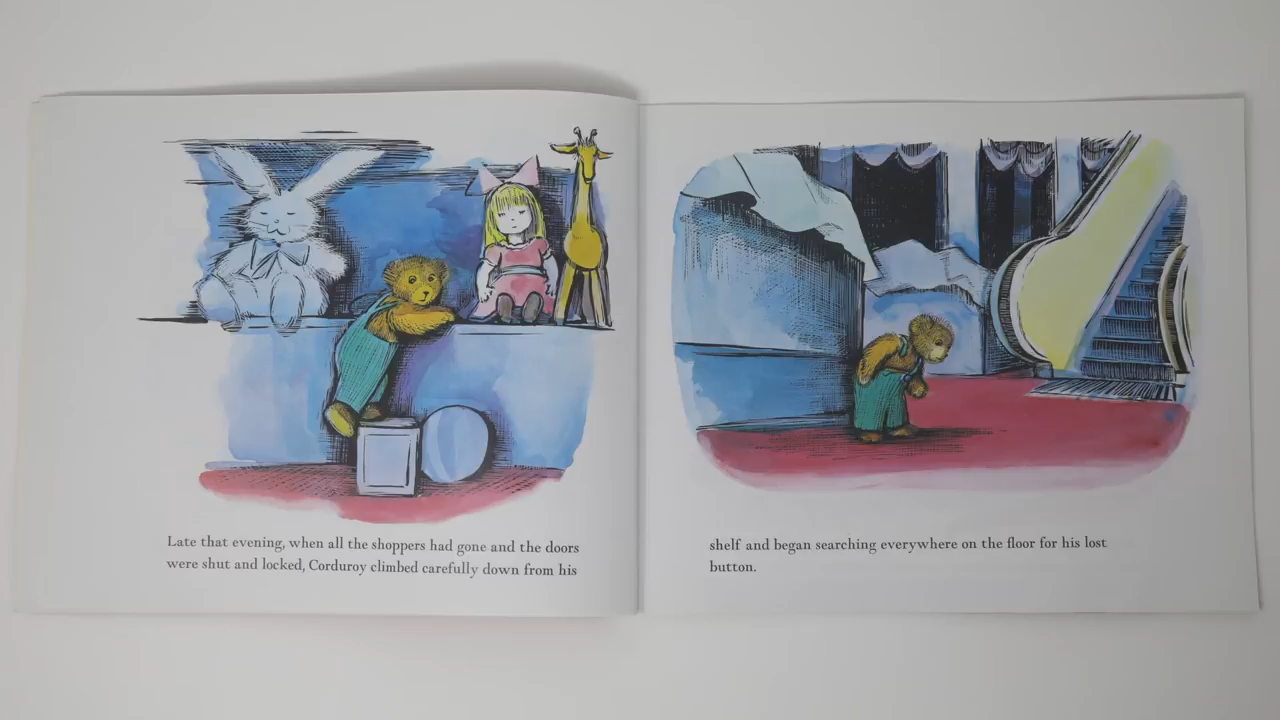 Late that evening, when all the shoppers had gone and the doors
were shut and locked, Corduroy climbed carefully down from his
shelf and began searching everywhere on the floor for his lost
button.